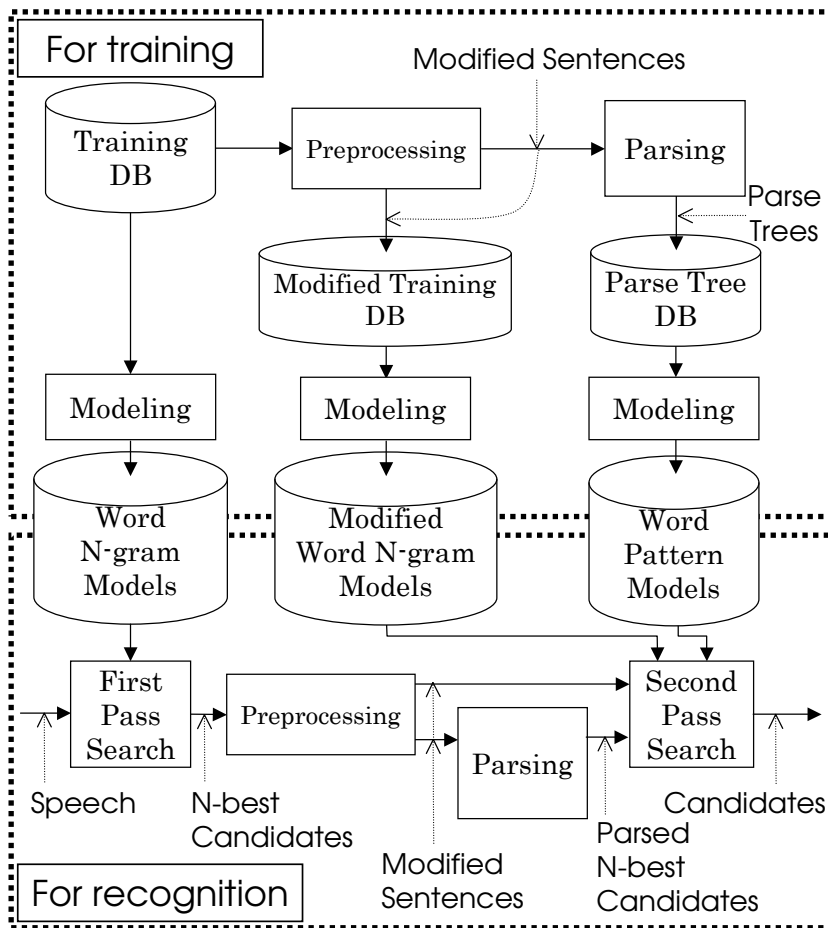 For training
Modified Sentences
Training
DB
Preprocessing
Parsing
Parse
Trees
Modified Training
DB
Parse Tree
DB
Modeling
Modeling
Modeling
Word
N-gram
Models
Modified
Word N-gram
Models
Word
Pattern
Models
First
Pass
Search
Preprocessing
Parsing
Second
Pass
Search
Speech
N-best
Candidates
Modified
Sentences
Parsed
N-best
Candidates
Candidates
For recognition